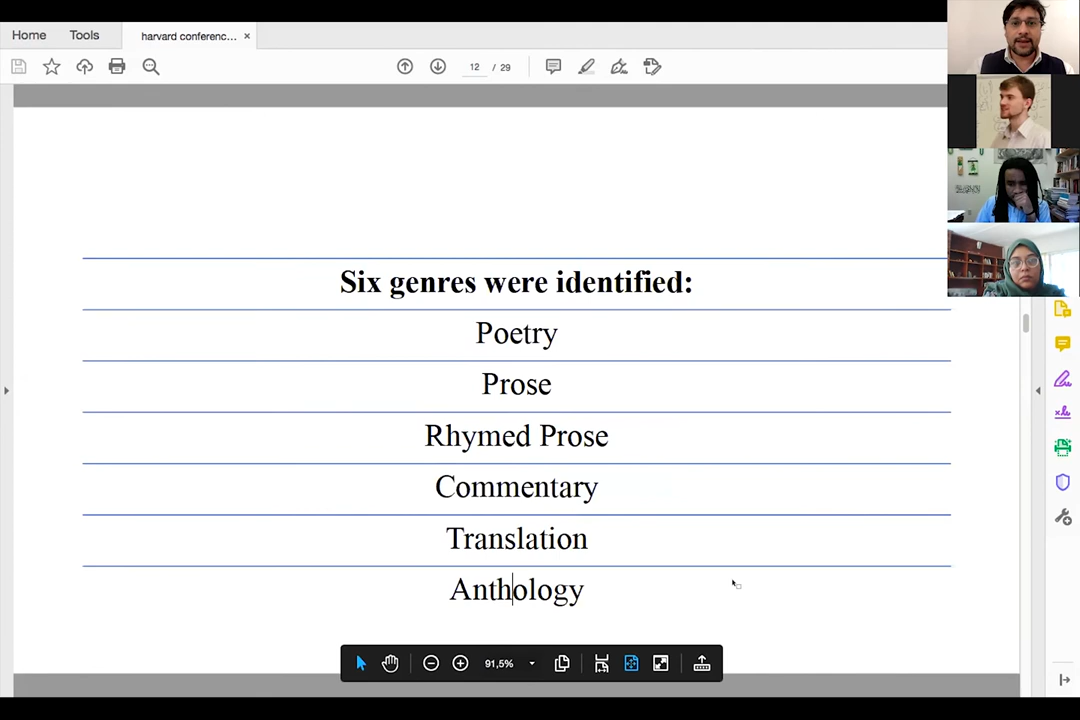 Home
Tools
harvard conferenc...
12 / 29
Six genres were identified:
Poetry
Prose
Rhymed Prose
Commentary
Translation
Anthology
91,5%